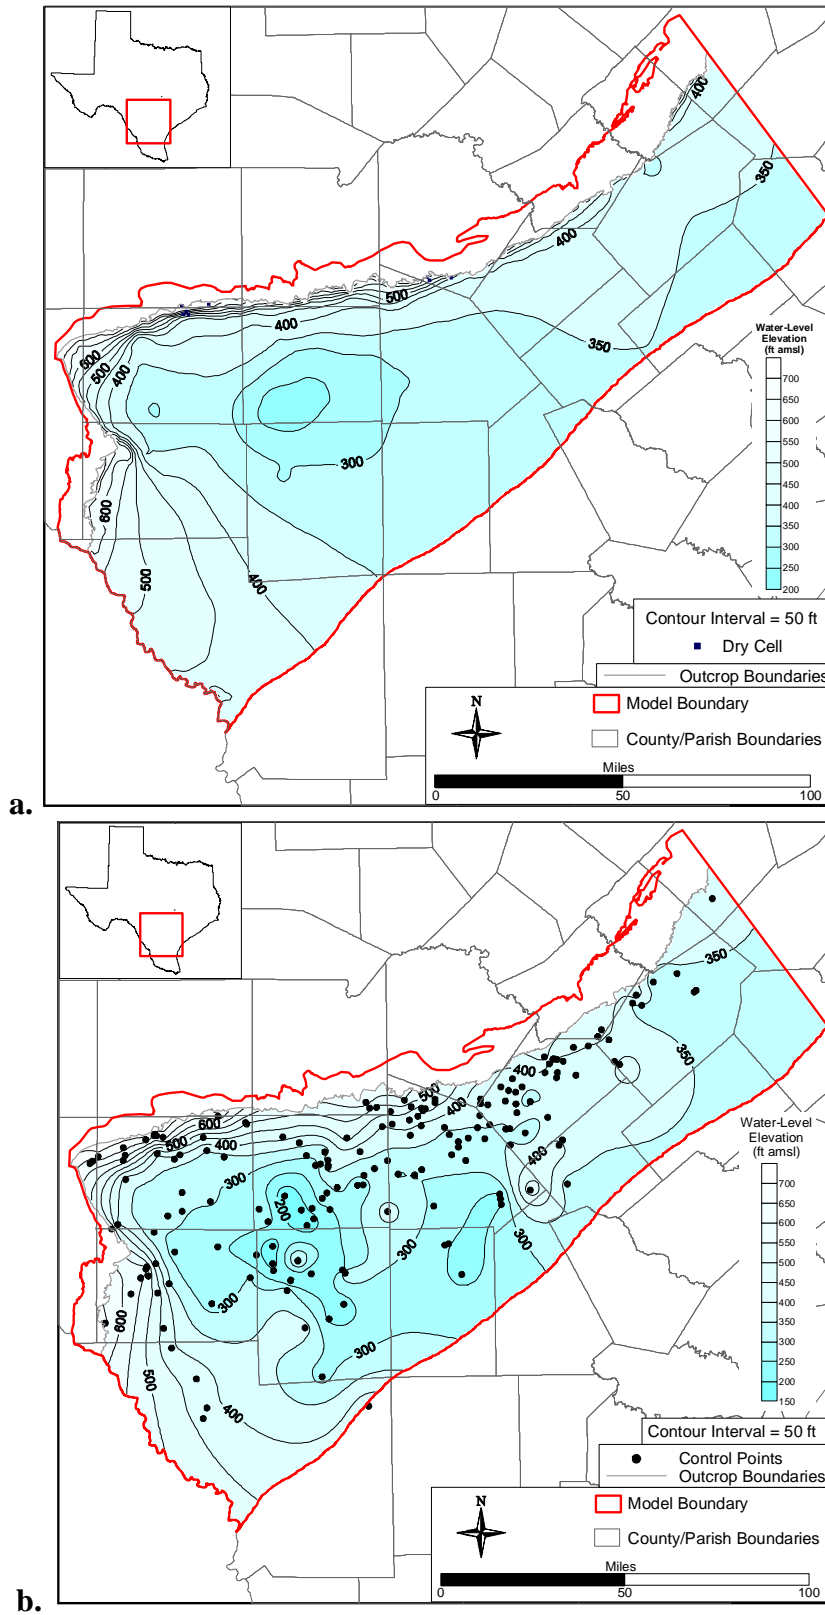 400
350
400
500
400
350
600
500
400
300
600
500
400
Water-Level
Elevation
(ft amsl)
700
650
600
550
500
450
400
350
300
250
200
Contour Interval = 50 ft
Dry Cell
Outcrop Boundaries
Model Boundary
County/Parish Boundaries
N
Miles
0 50 100
a.
350
350
400
500
400
600
500
400
400
300
200
300
300
300
600
300
500
400
Water-Level
Elevation
(ft amsl)
700
650
600
550
500
450
400
350
300
250
200
150
Contour Interval = 50 ft
Control Points
Outcrop Boundaries
Model Boundary
County/Parish Boundaries
N
Miles
0 50 100
b.